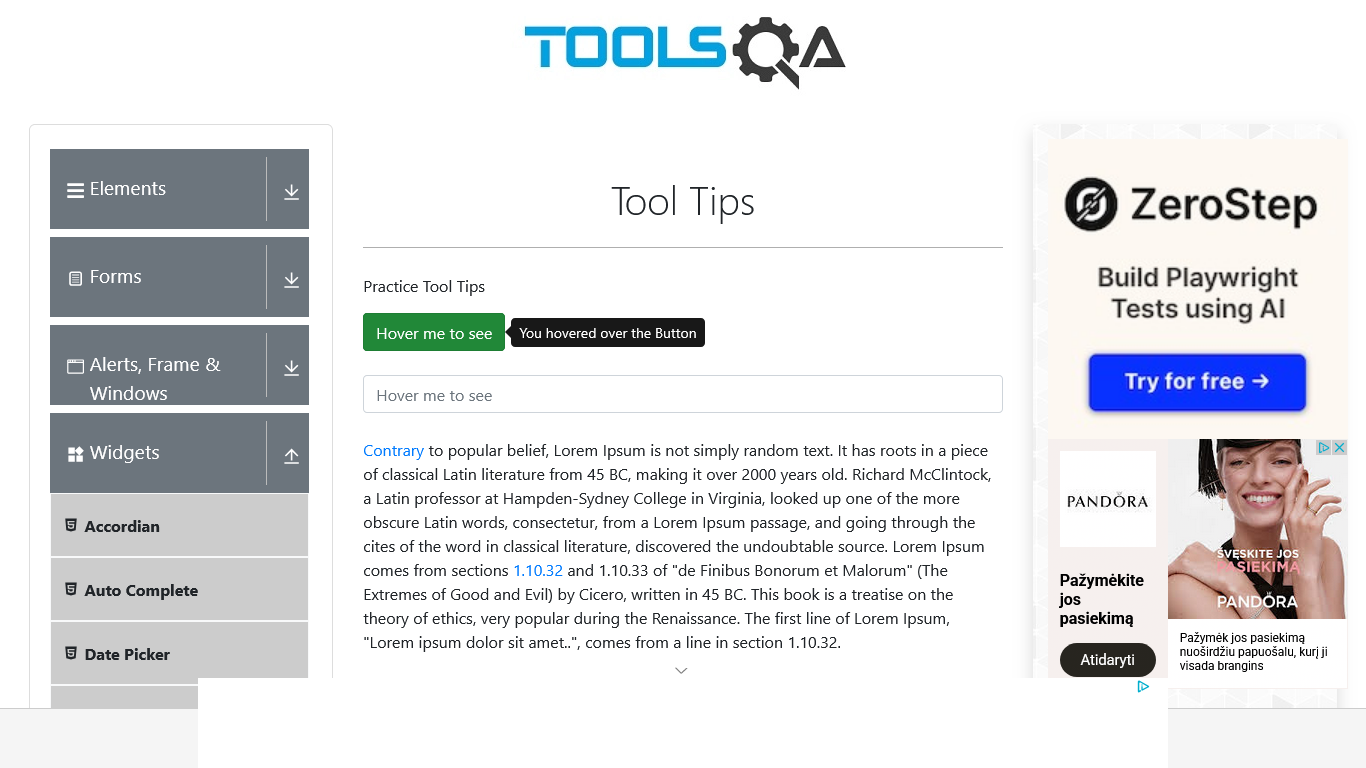 TOOLSQA
Elements
Forms
Alerts, Frame &
Windows
Widgets
Accordian
Auto Complete
Date Picker
Tool Tips
Practice Tool Tips
Hover me to see
You hovered over the Button
Hover me to see
Contrary to popular belief, Lorem Ipsum is not simply random text. It has roots in a piece
of classical Latin literature from 45 BC, making it over 2000 years old. Richard McClintock,
a Latin professor at Hampden-Sydney College in Virginia, looked up one of the more
obscure Latin words, consectetur, from a Lorem Ipsum passage, and going through the
cites of the word in classical literature, discovered the undoubtable source. Lorem Ipsum
comes from sections 1.10.32 and 1.10.33 of "de Finibus Bonorum et Malorum" (The
Extremes of Good and Evil) by Cicero, written in 45 BC. This book is a treatise on the
theory of ethics, very popular during the Renaissance. The first line of Lorem Ipsum,
"Lorem ipsum dolor sit amet..", comes from a line in section 1.10.32.
ZeroStep
Build Playwright
Tests using AI
Try for free →
PANDÓRA
Pažymėkite
jos
pasiekimą
Atidaryti
ŠVĘSKITE JOS
PASIEKIMĄ
PANDÓRA
Pažymėk jos pasiekimą
nuoširdžiu papuošalu, kurį ji
visada brangins